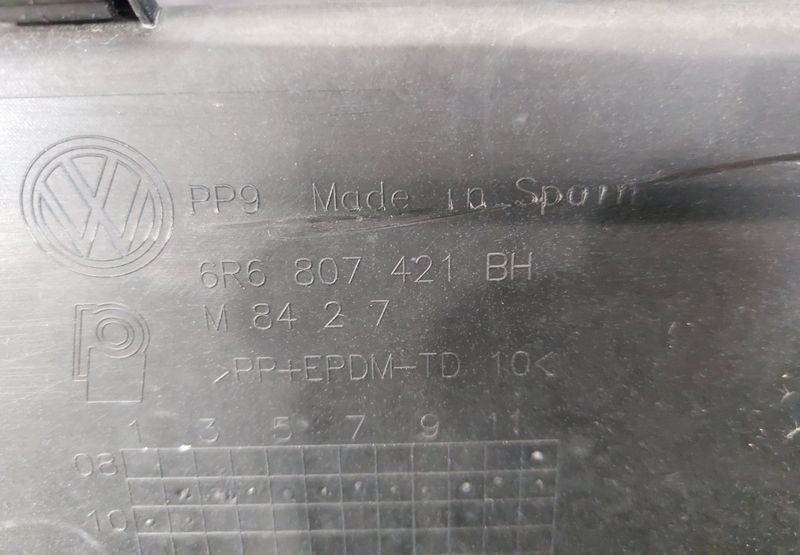 PP9 Made in Spain
6R6 807 421 BH
M 84 2 7
>PP+EPDM-TD 10<
1 3 5 7 9 11
08
10